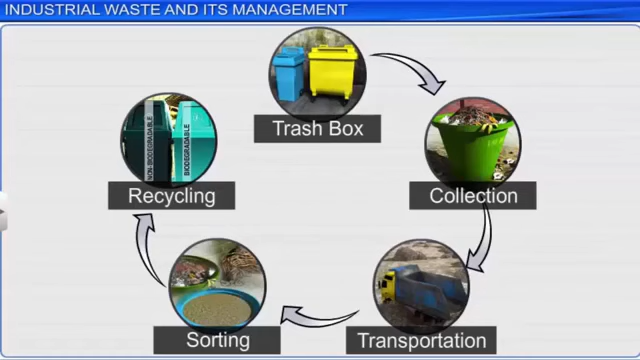 INDUSTRIAL WASTE AND ITS MANAGEMENT
Trash Box
Collection
Transportation
Sorting
Recycling
NON-BIODEGRADABLE
BIODEGRADABLE